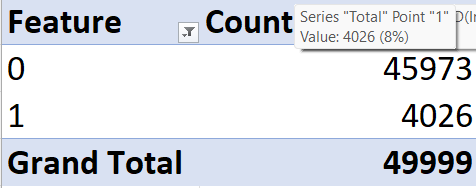 Feature Count
Series "Total" Point "1"
Value: 4026 (8%)
0 45973
1 4026
Grand Total 49999